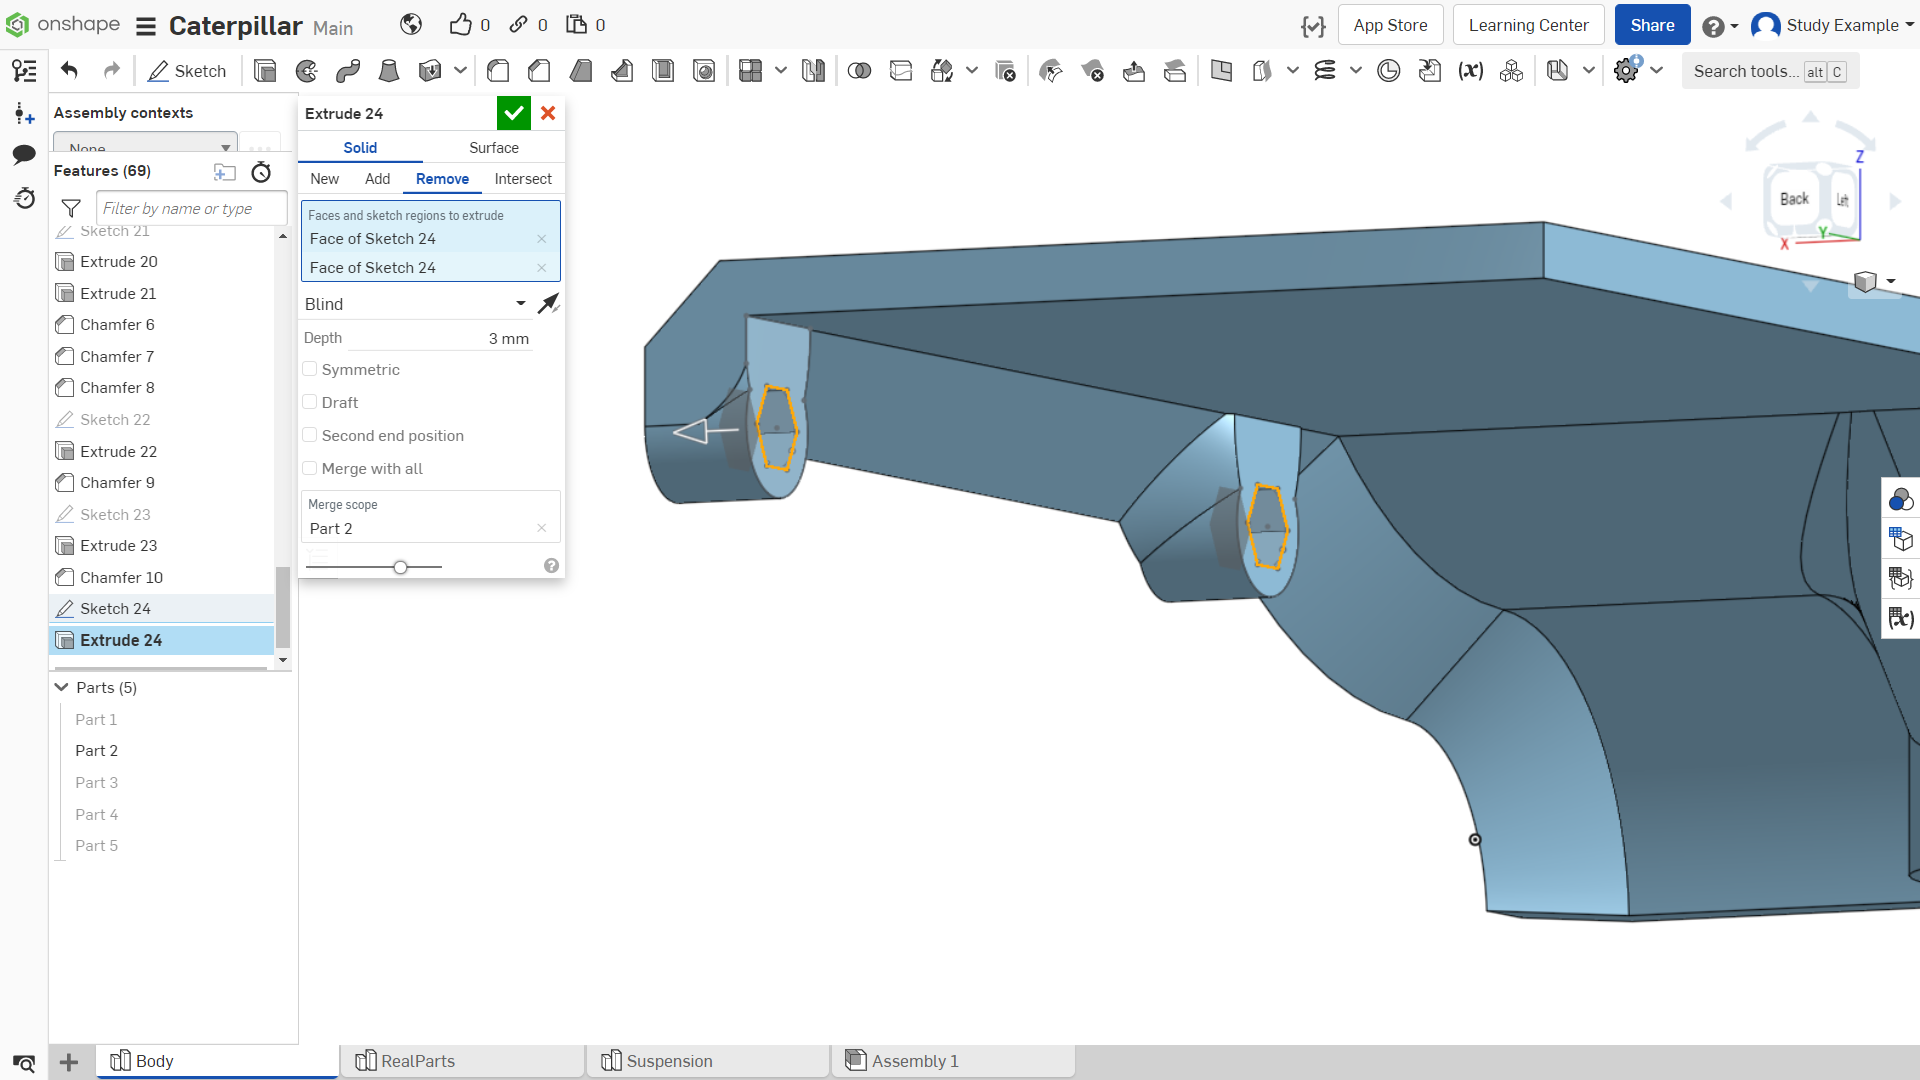 onshape Caterpillar Main 0 0 0 App Store Learning Center Share Study Example
Sketch Search tools... alt C
Assembly contexts
None
Features (69)
Filter by name or type
Sketch 21
Extrude 20
Extrude 21
Chamfer 6
Chamfer 7
Chamfer 8
Sketch 22
Extrude 22
Chamfer 9
Sketch 23
Extrude 23
Chamfer 10
Sketch 24
Extrude 24
Parts (5)
Part 1
Part 2
Part 3
Part 4
Part 5
Extrude 24
Solid Surface
New Add Remove Intersect
Faces and sketch regions to extrude
Face of Sketch 24
Face of Sketch 24
Blind
Depth 3 mm
Symmetric
Draft
Second end position
Merge with all
Merge scope
Part 2
Z
Back Left
Y
X
Body RealParts Suspension Assembly 1